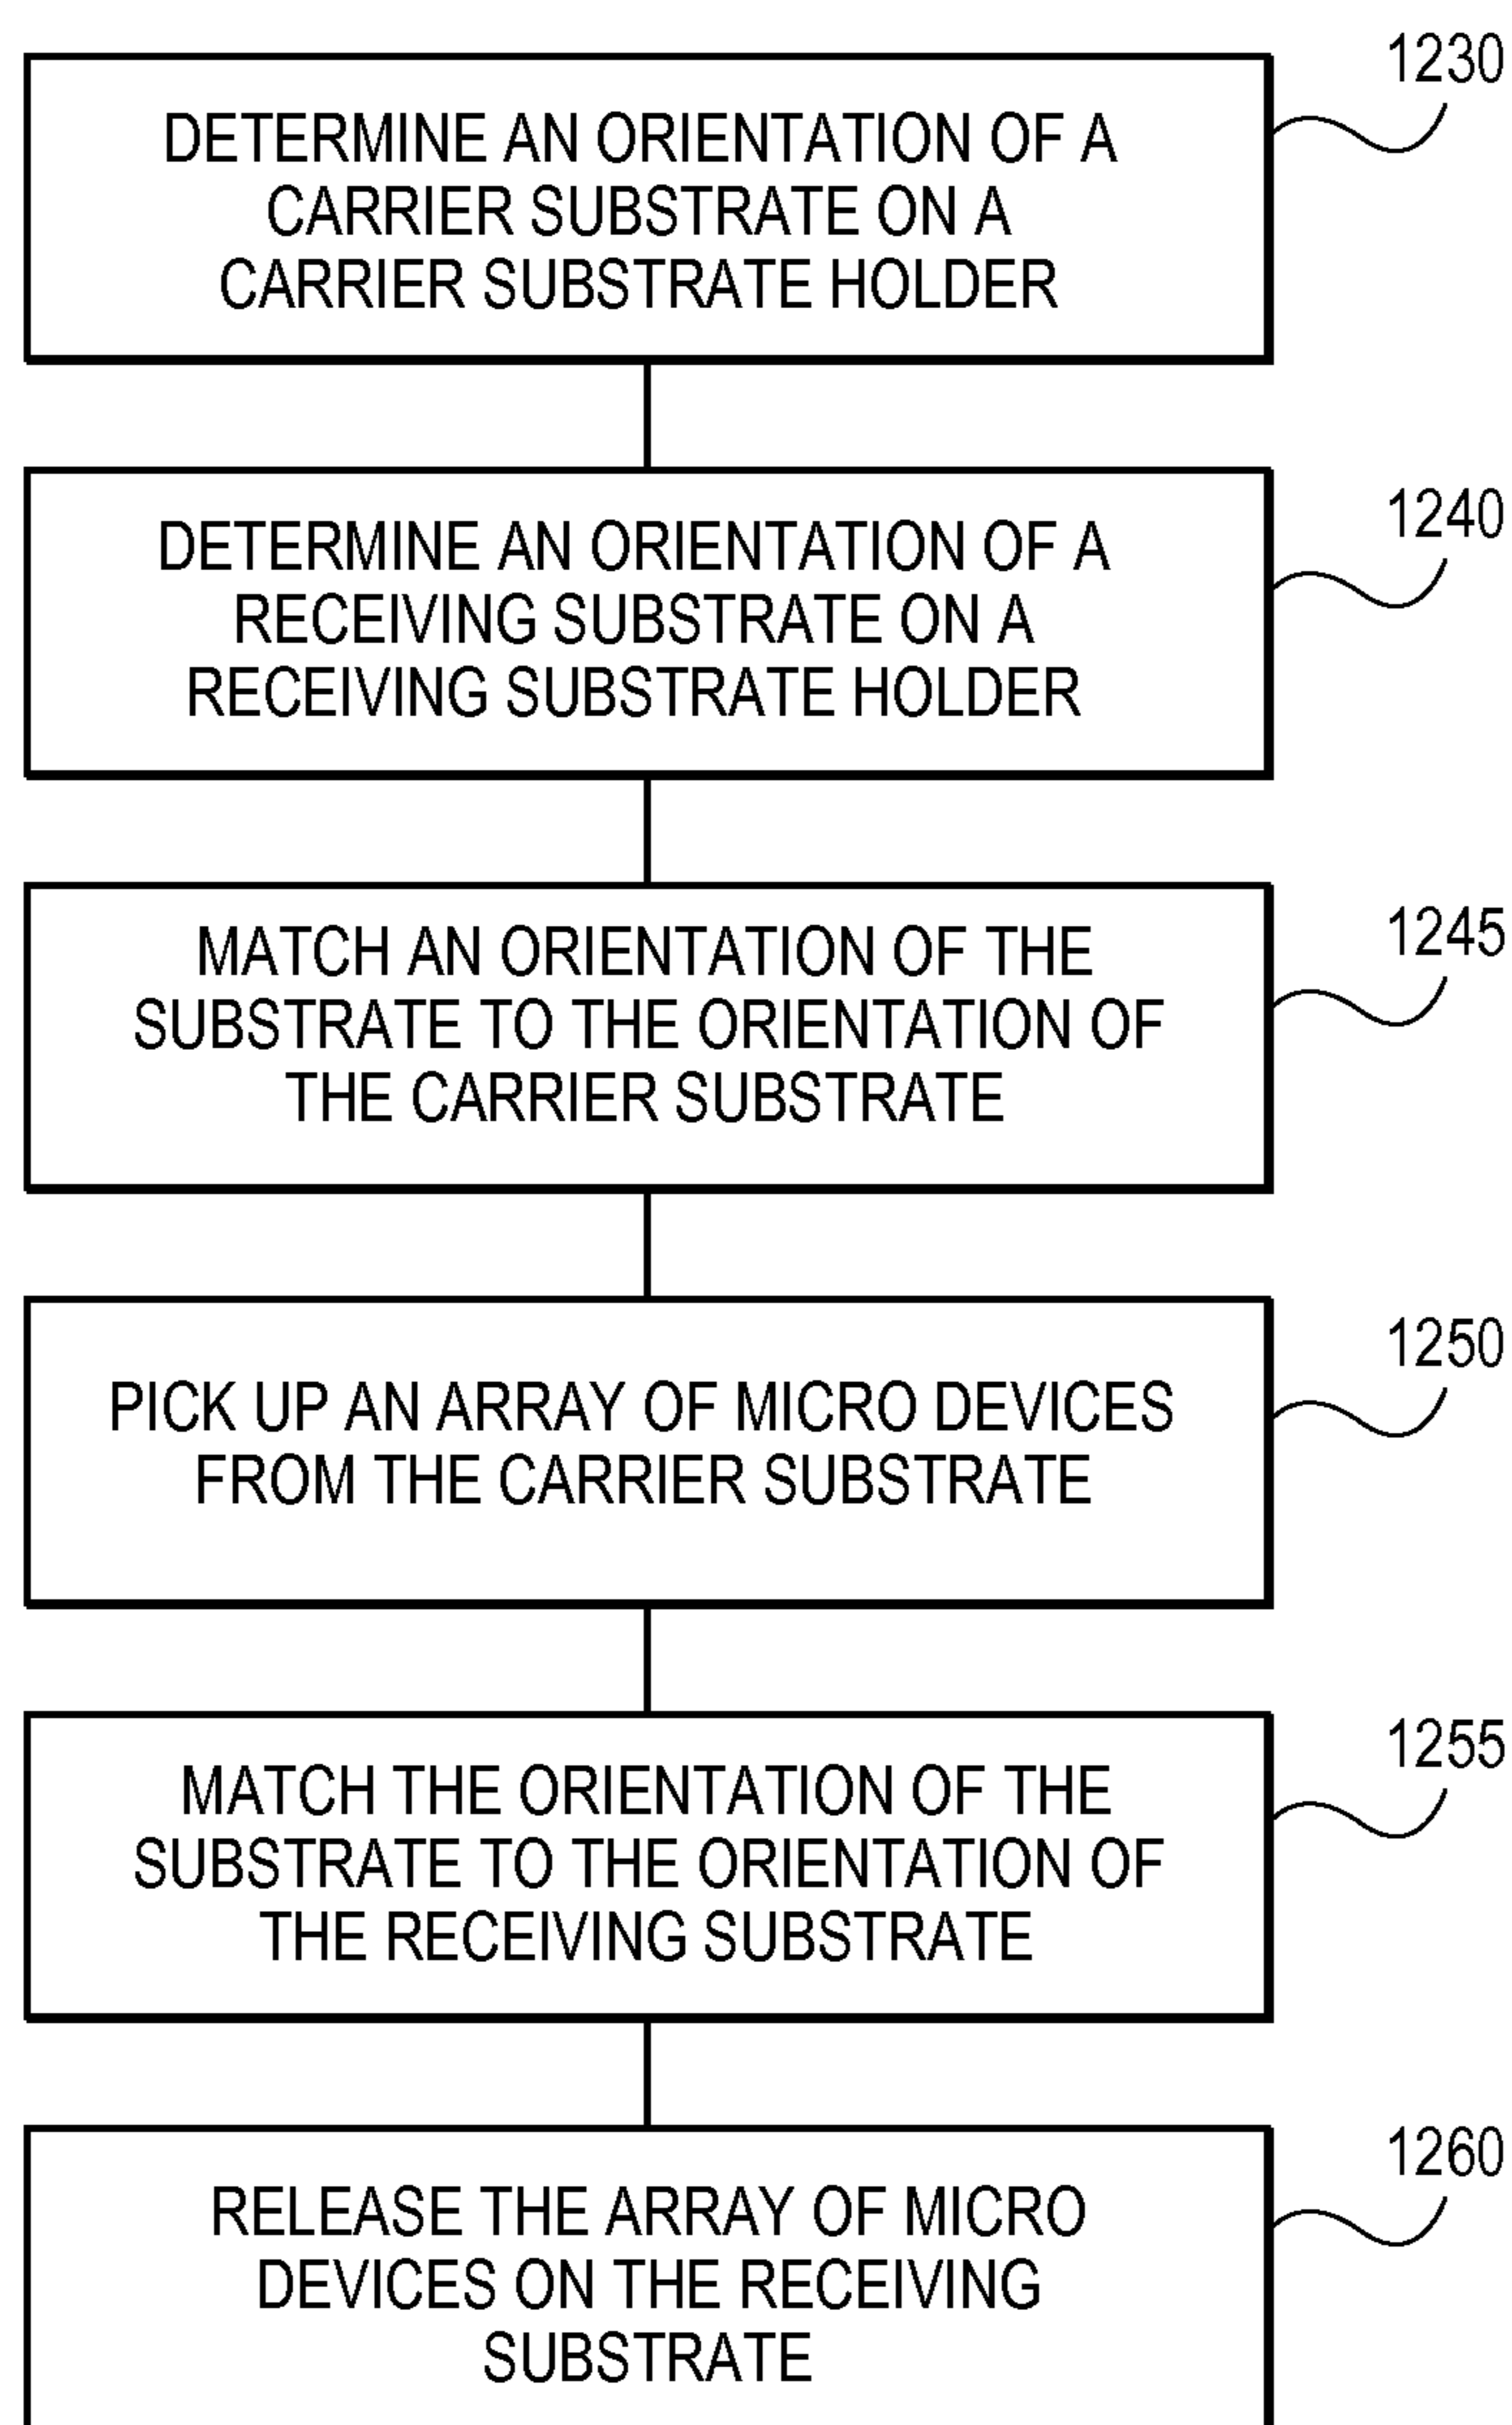 1230
DETERMINE AN ORIENTATION OF A
CARRIER SUBSTRATE ON A
CARRIER SUBSTRATE HOLDER
1240
DETERMINE AN ORIENTATION OF A
RECEIVING SUBSTRATE ON A
RECEIVING SUBSTRATE HOLDER
1245
MATCH AN ORIENTATION OF THE
SUBSTRATE TO THE ORIENTATION OF
THE CARRIER SUBSTRATE
1250
PICK UP AN ARRAY OF MICRO DEVICES
FROM THE CARRIER SUBSTRATE
1255
MATCH THE ORIENTATION OF THE
SUBSTRATE TO THE ORIENTATION OF
THE RECEIVING SUBSTRATE
1260
RELEASE THE ARRAY OF MICRO
DEVICES ON THE RECEIVING
SUBSTRATE